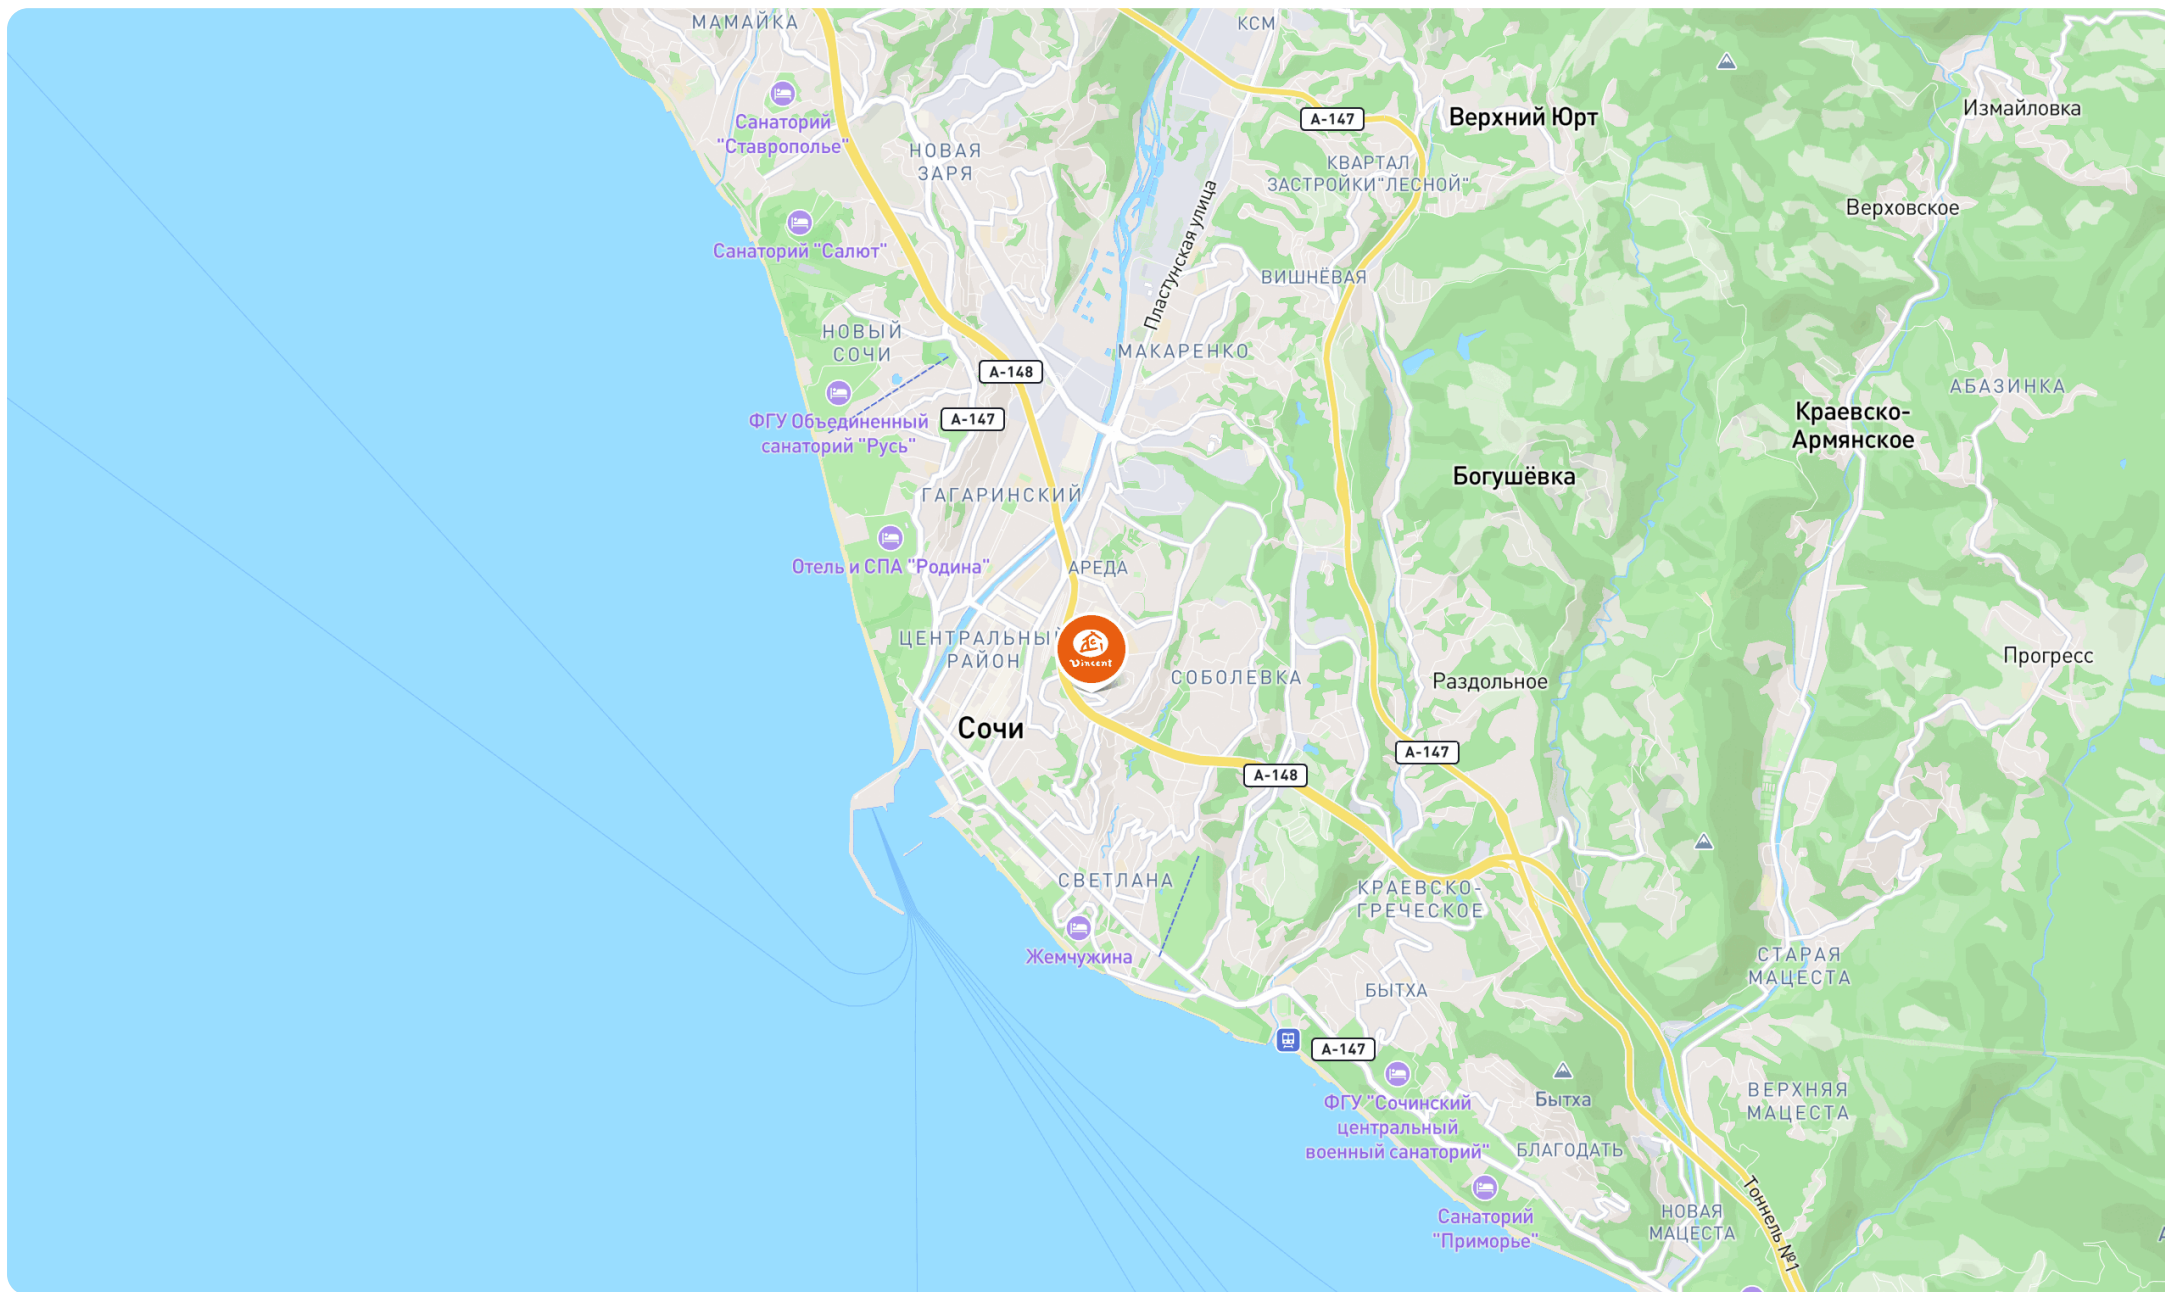 МАМАЙКА
КСМ
Санаторий
"Ставрополье"
А-147
Верхний Юрт
Измайловка
НОВАЯ
ЗАРЯ
КВАРТАЛ
ЗАСТРОЙКИ"ЛЕСНОЙ"
Верховское
Санаторий "Салют"
Пластунская улица
ВИШНЁВАЯ
НОВЫЙ
СОЧИ
МАКАРЕНКО
А-148
АБАЗИНКА
ФГУ Объединенный
санаторий "Русь"
А-147
Краевско-
Армянское
Богушёвка
ГАГАРИНСКИЙ
Отель и СПА "Родина"
АРЕДА
ЦЕНТРАЛЬНЫЙ
РАЙОН
Vincent
СОБОЛЕВКА
Раздольное
Прогресс
Сочи
А-147
А-148
СВЕТЛАНА
КРАЕВСКО-
ГРЕЧЕСКОЕ
Жемчужина
СТАРАЯ
МАЦЕСТА
БЫТХА
А-147
ФГУ "Сочинский
центральный
военный санаторий"
Бытха
ВЕРХНЯЯ
МАЦЕСТА
БЛАГОДАТЬ
Санаторий
"Приморье"
НОВАЯ
МАЦЕСТА
Тоннель №1